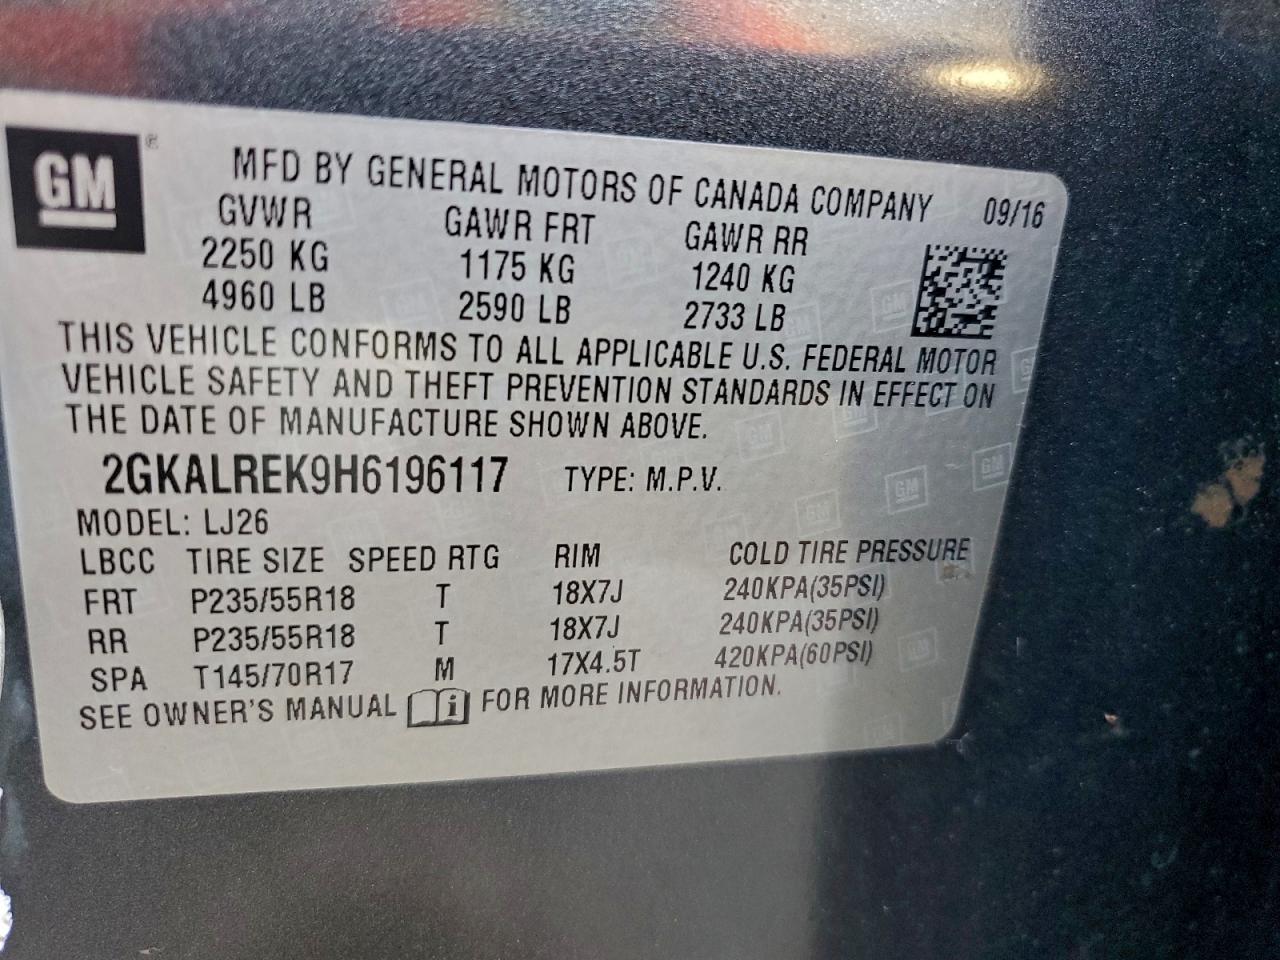 GM
MFD BY GENERAL MOTORS OF CANADA COMPANY 09/16
GVWR GAWR FRT GAWR RR
2250 KG 1175 KG 1240 KG
4960 LB 2590 LB 2733 LB
THIS VEHICLE CONFORMS TO ALL APPLICABLE U.S. FEDERAL MOTOR
VEHICLE SAFETY AND THEFT PREVENTION STANDARDS IN EFFECT ON
THE DATE OF MANUFACTURE SHOWN ABOVE.
2GKALREK9H6196117 TYPE: M.P.V.
MODEL: LJ26
LBCC TIRE SIZE SPEED RTG RIM COLD TIRE PRESSURE
FRT P235/55R18 T 18X7J 240KPA(35PSI)
RR P235/55R18 T 18X7J 240KPA(35PSI)
SPA T145/70R17 M 17X4.5T 420KPA(60PSI)
SEE OWNER'S MANUAL i FOR MORE INFORMATION.